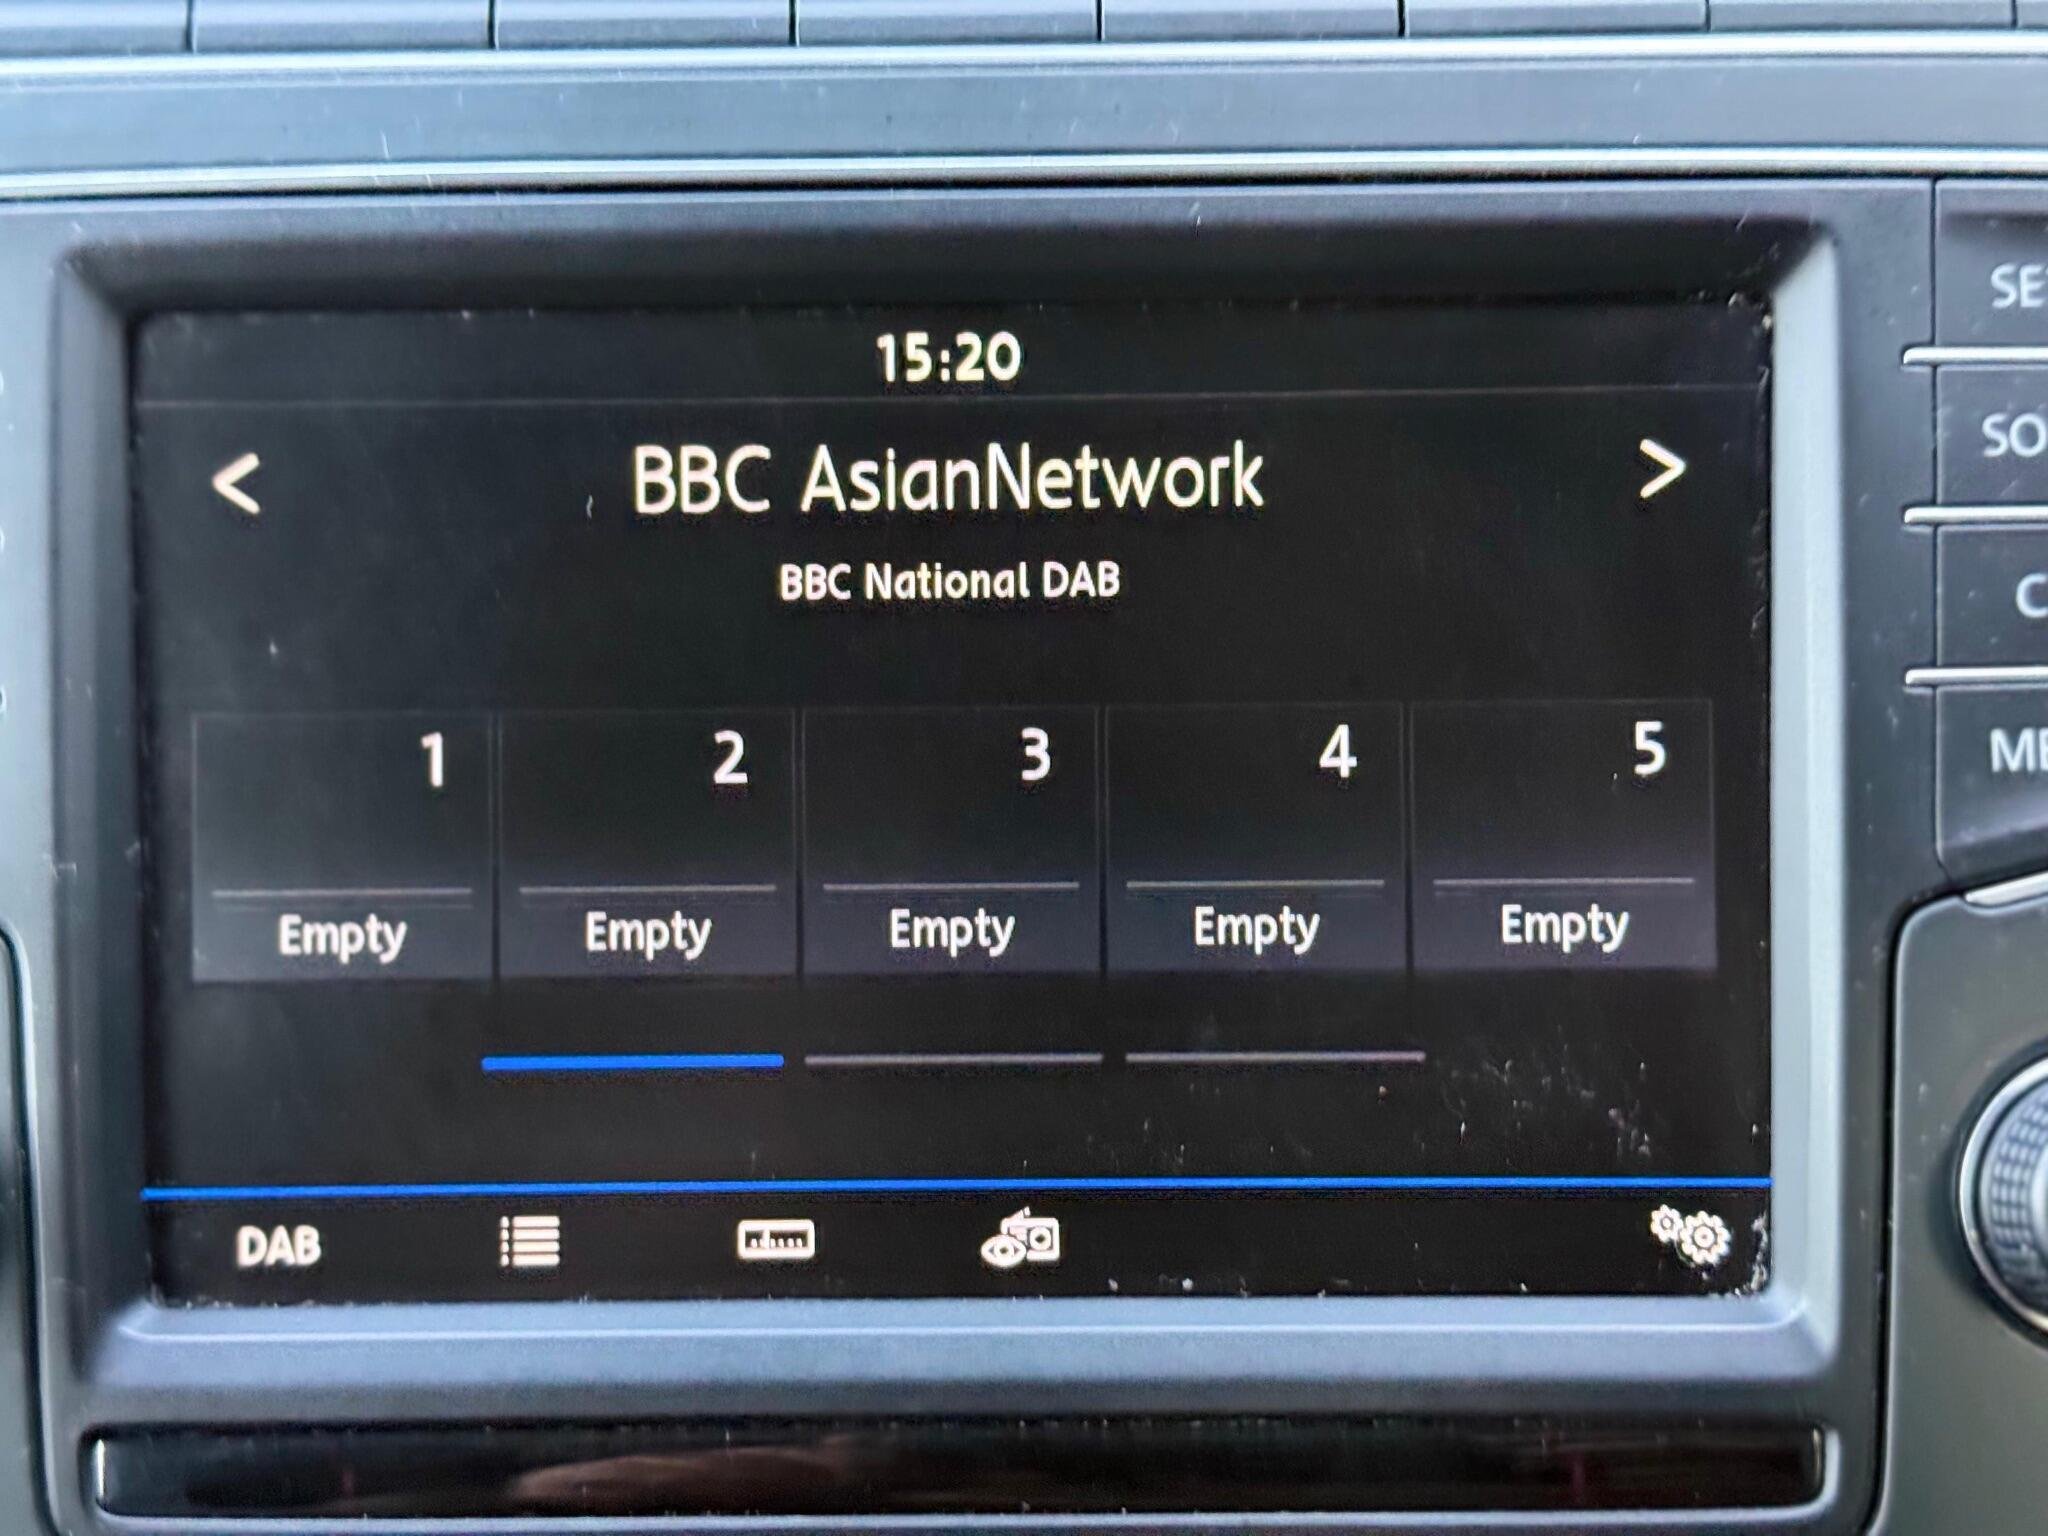 15:20
< BBC AsianNetwork >
BBC National DAB
1 2 3 4 5
Empty Empty Empty Empty Empty
DAB